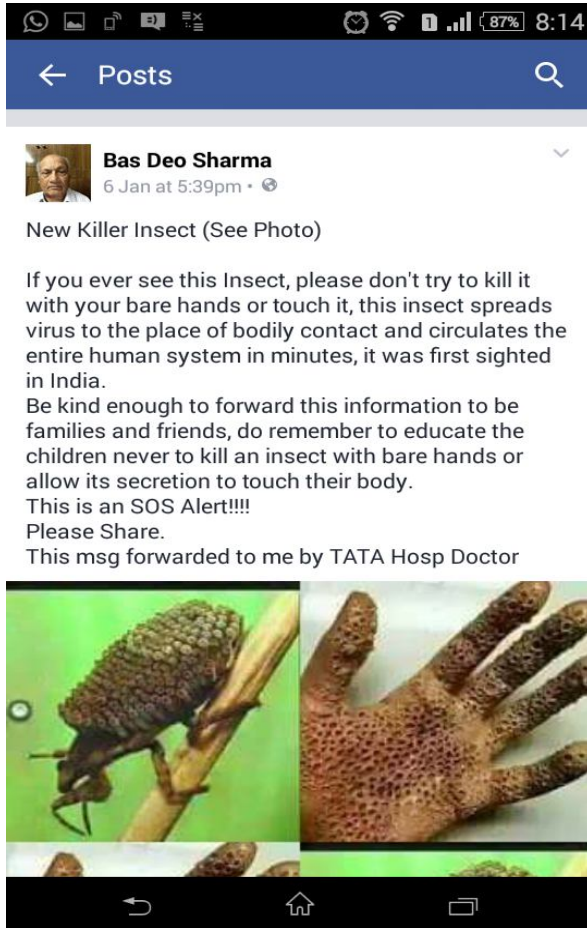 1 87% 8:14
Posts
Bas Deo Sharma
6 Jan at 5:39pm •
New Killer Insect (See Photo)
If you ever see this Insect, please don't try to kill it
with your bare hands or touch it, this insect spreads
virus to the place of bodily contact and circulates the
entire human system in minutes, it was first sighted
in India.
Be kind enough to forward this information to be
families and friends, do remember to educate the
children never to kill an insect with bare hands or
allow its secretion to touch their body.
This is an SOS Alert!!!!
Please Share.
This msg forwarded to me by TATA Hosp Doctor